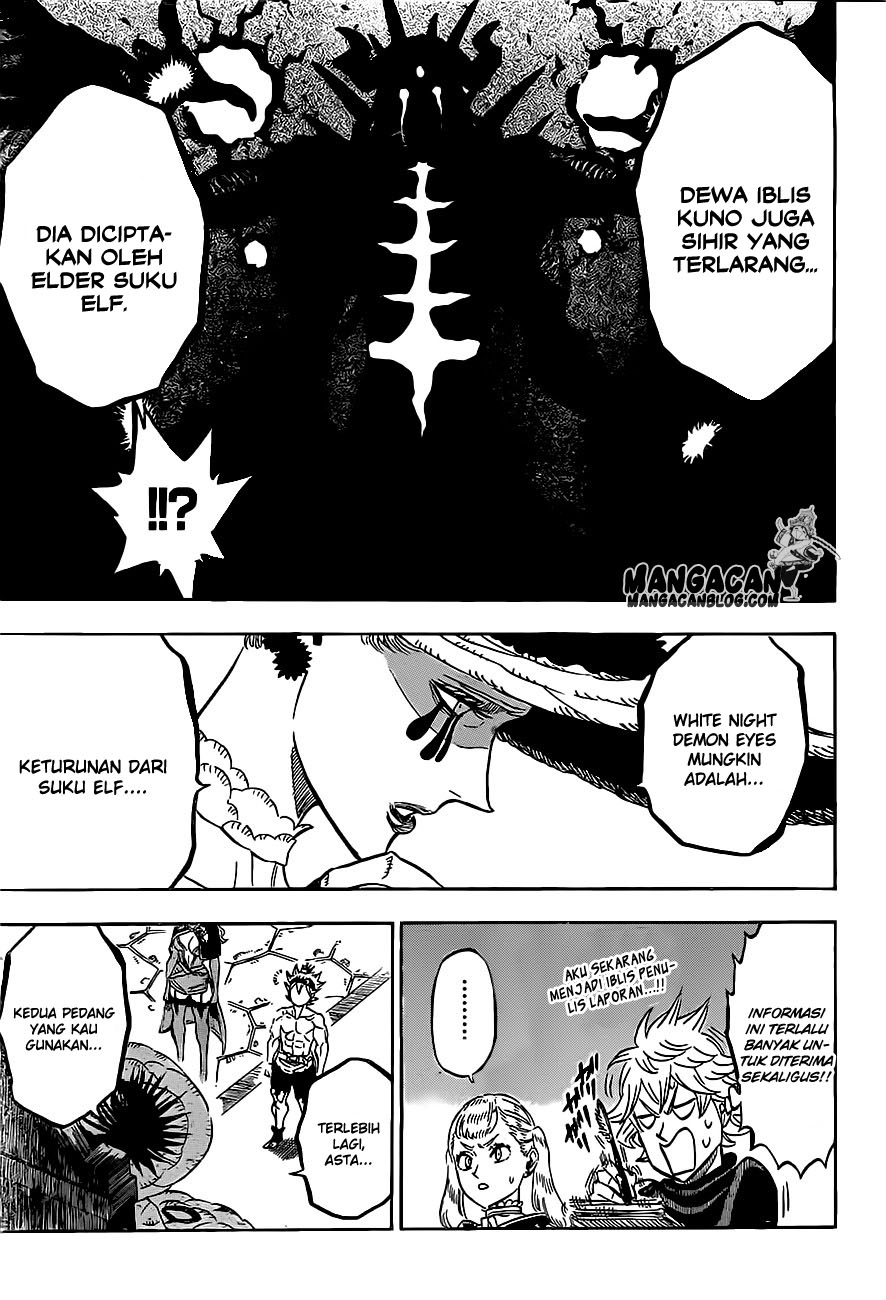 DEWA IBLIS
KUNO JUGA
SIHIR YANG
TERLARANG...
DIA DICIPTA-
KAN OLEH
ELDER SUKU
ELF.
!!?
MANGACAN
MANGACANBLOG.COM
WHITE NIGHT
DEMON EYES
MUNGKIN
ADALAH...
KETURUNAN DARI
SUKU ELF....
INFORMASI
INI TERLALU
BANYAK UN-
TUK DITERIMA
SEKALIGUS!!
AKU SEKARANG
MENJADI IBLIS PENU-
LIS LAPORAN...!!
.........
TERLEBIH
LAGI,
ASTA...
KEDUA PEDANG
YANG KAU
GUNAKAN...